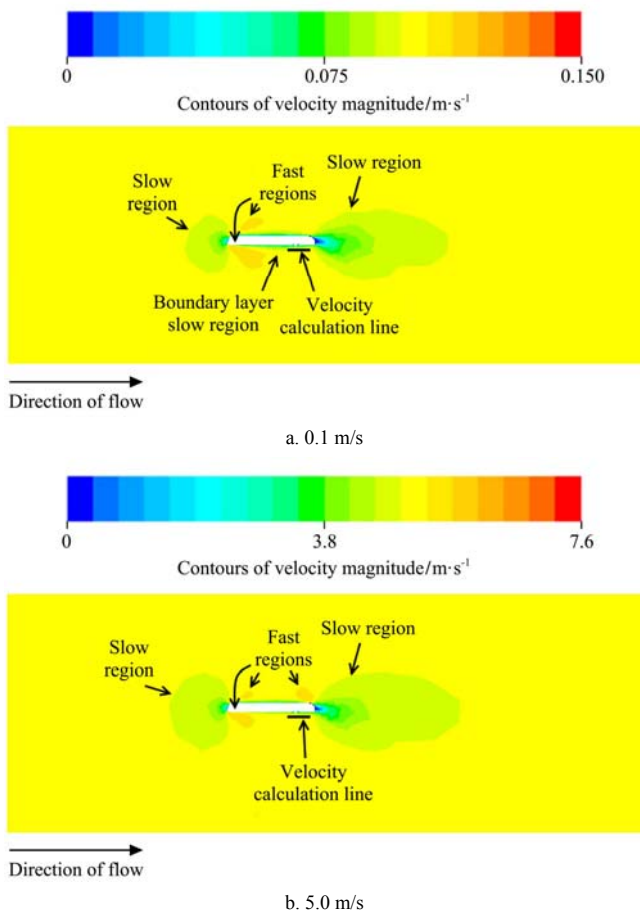 0 0.075 0.150
Contours of velocity magnitude/m·s⁻¹
Slow region
Fast
regions
Slow
region
Boundary layer
slow region
Velocity
calculation line
Direction of flow
a. 0.1 m/s
0 3.8 7.6
Contours of velocity magnitude/m·s⁻¹
Slow region
Fast
regions
Slow
region
Velocity
calculation line
Direction of flow
b. 5.0 m/s